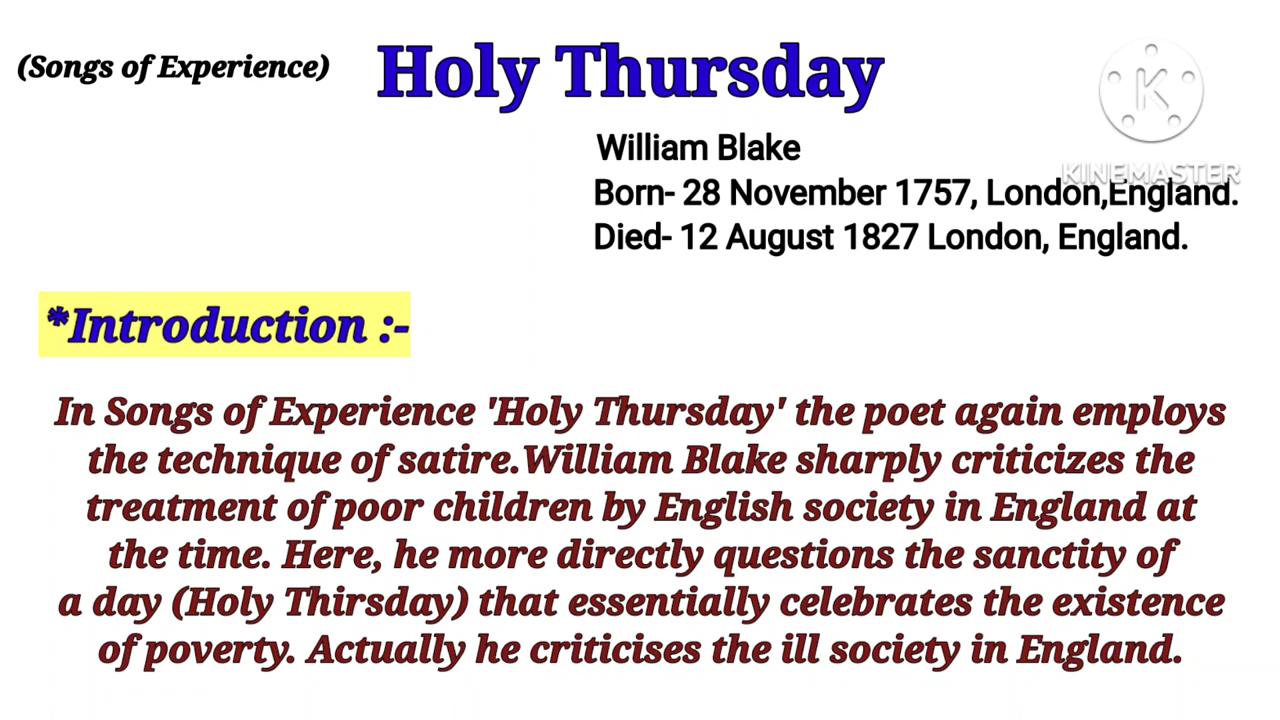 (Songs of Experience)
Holy Thursday
K
KINEMASTER
William Blake
Born- 28 November 1757, London,England.
Died- 12 August 1827 London, England.
*Introduction :-
In Songs of Experience 'Holy Thursday' the poet again employs
the technique of satire.William Blake sharply criticizes the
treatment of poor children by English society in England at
the time. Here, he more directly questions the sanctity of
a day (Holy Thirsday) that essentially celebrates the existence
of poverty. Actually he criticises the ill society in England.